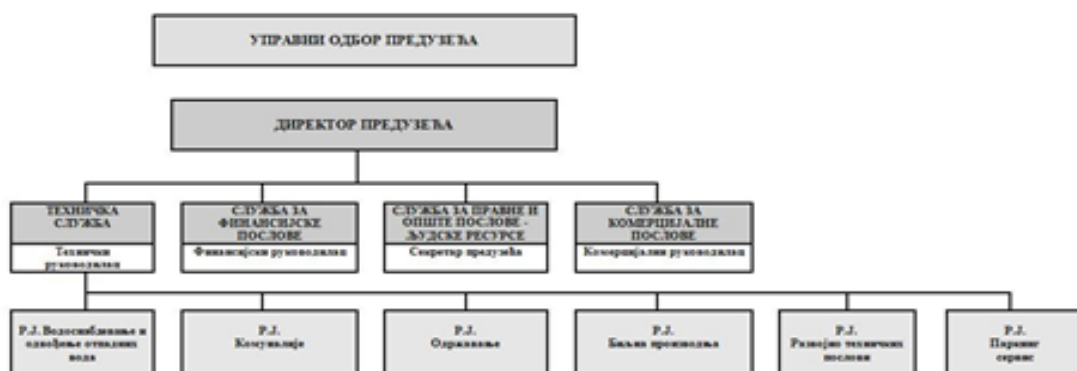 УПРАВНИ ОДБОР ПРЕДУЗЕЋА
ДИРЕКТОР ПРЕДУЗЕЋА
ТЕХНИЧКА
СЛУЖБА
Технички
руководилац
СЛУЖБА ЗА
ФИНАНСИЈСКЕ
ПОСЛОВЕ
Финансијски руководилац
СЛУЖБА ЗА ПРАВНЕ И
ОПШТЕ ПОСЛОВЕ -
ЉУДСКЕ РЕСУРСЕ
Секретар предузећа
СЛУЖБА ЗА
КОМЕРЦИЈАЛНЕ
ПОСЛОВЕ
Комерцијални руководилац
Р.Ј. Водоснабдевање и
одвођење отпадних
вода
Р.Ј.
Комуналије
Р.Ј.
Одржавање
Р.Ј.
Биљна производња
Р.Ј.
Развојно технички
послови
Р.Ј.
Паркинг
сервис